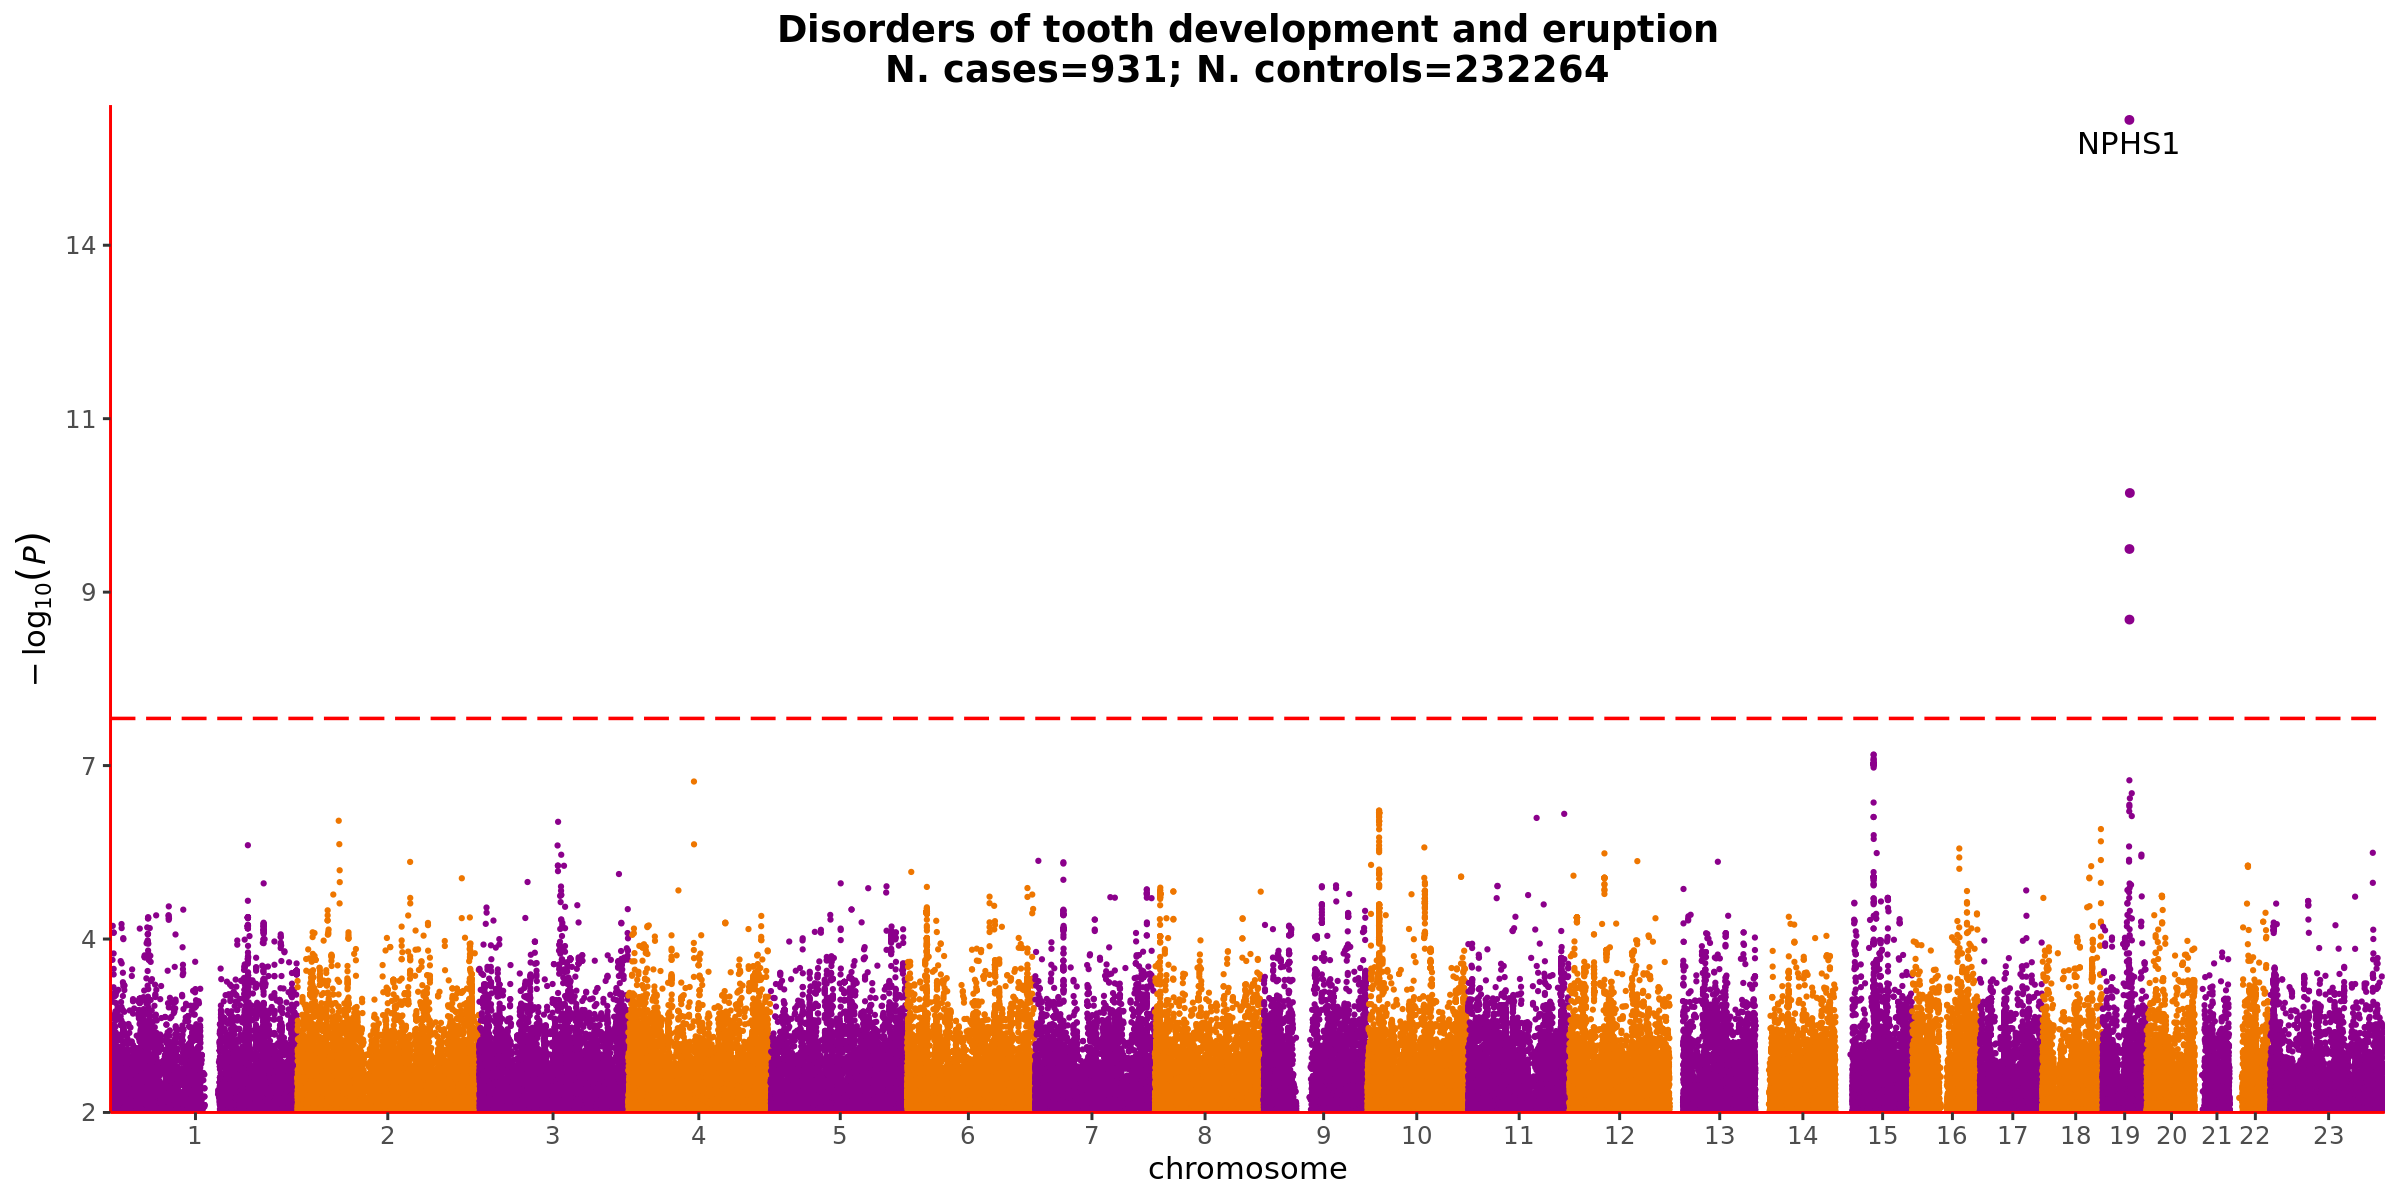 Disorders of tooth development and eruption
N. cases=931; N. controls=232264
NPHS1
14
11
9
7
4
2
−log₁₀(P)
1 2 3 4 5 6 7 8 9 10 11 12 13 14 15 16 17 18 19 20 21 22 23
chromosome